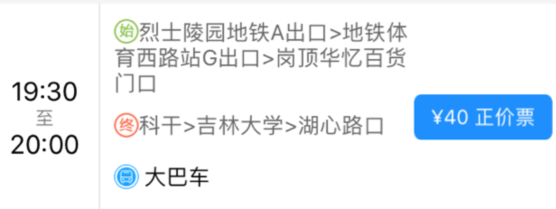 19:30
至
20:00
始 烈士陵园地铁A出口>地铁体
育西路站G出口>岗顶华忆百货
门口
终 科干>吉林大学>湖心路口
大巴车
¥40 正价票